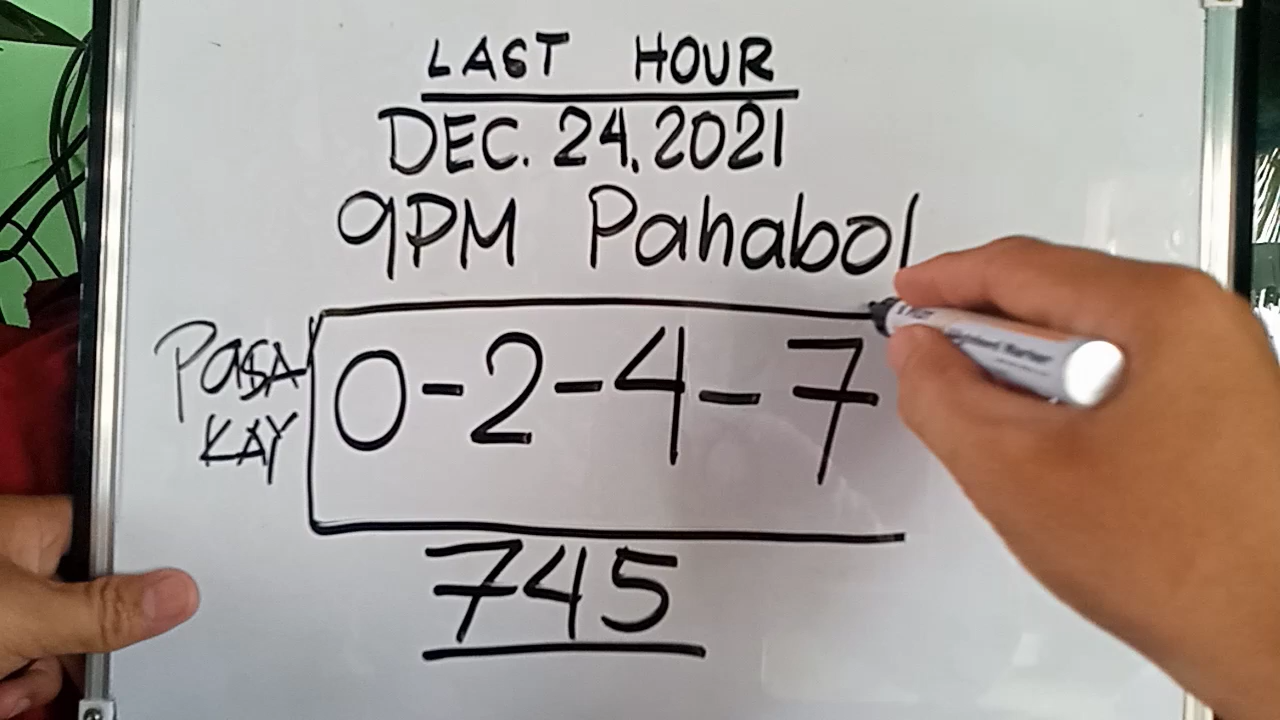 LAST HOUR
DEC. 24, 2021
9PM Pahabol
PASA KAY
0-2-4-7
745